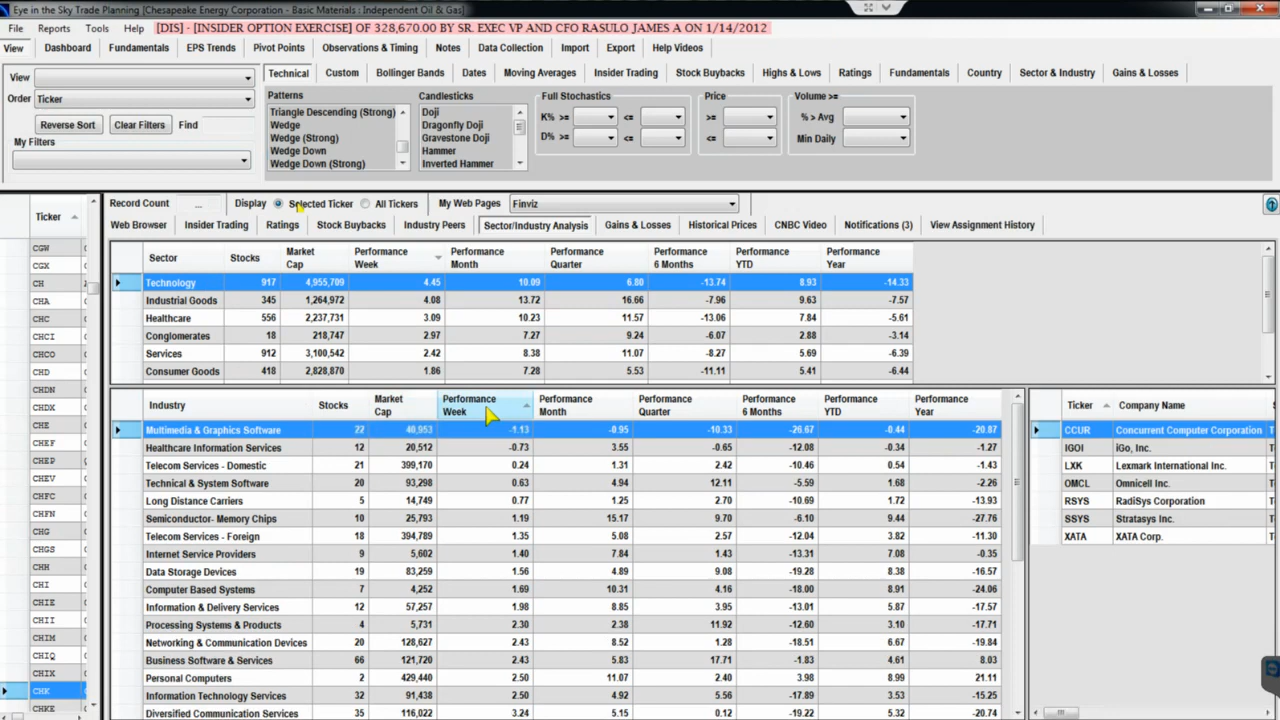 Eye in the Sky Trade Planning [Chesapeake Energy Corporation - Basic Materials : Independent Oil & Gas]
File Reports Tools Help [DIS] - [INSIDER OPTION EXERCISE] OF 328,670.00 BY SR. EXEC VP AND CFO RASULO JAMES A ON 1/14/2012
View Dashboard Fundamentals EPS Trends Pivot Points Observations & Timing Notes Data Collection Import Export Help Videos
View
Order Ticker
Reverse Sort Clear Filters Find
My Filters
Technical Custom Bollinger Bands Dates Moving Averages Insider Trading Stock Buybacks Highs & Lows Ratings Fundamentals Country Sector & Industry Gains & Losses
Patterns
Triangle Descending (Strong)
Wedge
Wedge (Strong)
Wedge Down
Wedge Down (Strong)
Candlesticks
Doji
Dragonfly Doji
Gravestone Doji
Hammer
Inverted Hammer
Full Stochastics
K% >= <=
D% >= <=
Price
>=
<=
Volume >=
% > Avg
Min Daily
Record Count ... Display Selected Ticker All Tickers My Web Pages Finviz
Web Browser Insider Trading Ratings Stock Buybacks Industry Peers Sector/Industry Analysis Gains & Losses Historical Prices CNBC Video Notifications (3) View Assignment History
Ticker
CGW
CGX
CH
CHA
CHC
CHCI
CHCO
CHD
CHDN
CHDX
CHE
CHEF
CHEP
CHEV
CHFC
CHFN
CHG
CHGS
CHH
CHI
CHIE
CHII
CHIM
CHIQ
CHIX
CHK
CHKE
Sector Stocks Market Cap Performance Week Performance Month Performance Quarter Performance 6 Months Performance YTD Performance Year
Technology 917 4,955,709 4.45 10.09 6.80 -13.74 8.93 -14.33
Industrial Goods 345 1,264,972 4.08 13.72 16.66 -7.96 9.63 -7.57
Healthcare 556 2,237,731 3.09 10.23 11.57 -13.06 7.84 -5.61
Conglomerates 18 218,747 2.97 7.27 9.24 -6.07 2.88 -3.14
Services 912 3,100,542 2.42 8.38 11.07 -8.27 5.69 -6.39
Consumer Goods 418 2,828,870 1.86 7.28 5.53 -11.11 5.41 -6.44
Industry Stocks Market Cap Performance Week Performance Month Performance Quarter Performance 6 Months Performance YTD Performance Year
Multimedia & Graphics Software 22 40,953 -1.13 -0.95 -10.33 -26.67 -0.44 -20.87
Healthcare Information Services 12 20,512 -0.73 3.55 -0.65 -12.08 -0.34 -1.27
Telecom Services - Domestic 21 399,170 0.24 1.31 2.42 -10.46 0.54 -1.43
Technical & System Software 20 93,298 0.63 4.94 12.11 -5.59 1.68 -2.26
Long Distance Carriers 5 14,749 0.77 1.25 2.70 -10.69 1.72 -13.93
Semiconductor- Memory Chips 10 25,793 1.19 15.17 9.70 -6.10 9.44 -27.76
Telecom Services - Foreign 18 394,789 1.35 5.08 2.57 -12.04 3.82 -11.30
Internet Service Providers 9 5,602 1.40 7.84 1.43 -13.31 7.08 -0.35
Data Storage Devices 19 83,259 1.56 4.89 9.08 -19.28 8.38 -16.57
Computer Based Systems 7 4,252 1.69 10.31 4.16 -18.00 8.91 -24.06
Information & Delivery Services 12 57,257 1.98 8.85 3.95 -13.01 5.87 -17.57
Processing Systems & Products 4 5,731 2.30 2.38 11.92 -12.60 3.10 -17.71
Networking & Communication Devices 20 128,627 2.43 8.52 1.28 -18.51 6.67 -19.84
Business Software & Services 66 121,720 2.43 5.83 17.71 -1.83 4.61 8.03
Personal Computers 2 429,440 2.50 11.07 2.40 3.98 8.99 21.11
Information Technology Services 32 91,438 2.50 4.92 5.56 -17.89 3.53 -15.25
Diversified Communication Services 35 116,022 3.24 5.15 0.12 -19.22 5.32 -20.74
Ticker Company Name
CCUR Concurrent Computer Corporation
IGOI iGo, Inc.
LXK Lexmark International Inc.
OMCL Omnicell Inc.
RSYS RadiSys Corporation
SSYS Stratasys Inc.
XATA XATA Corp.